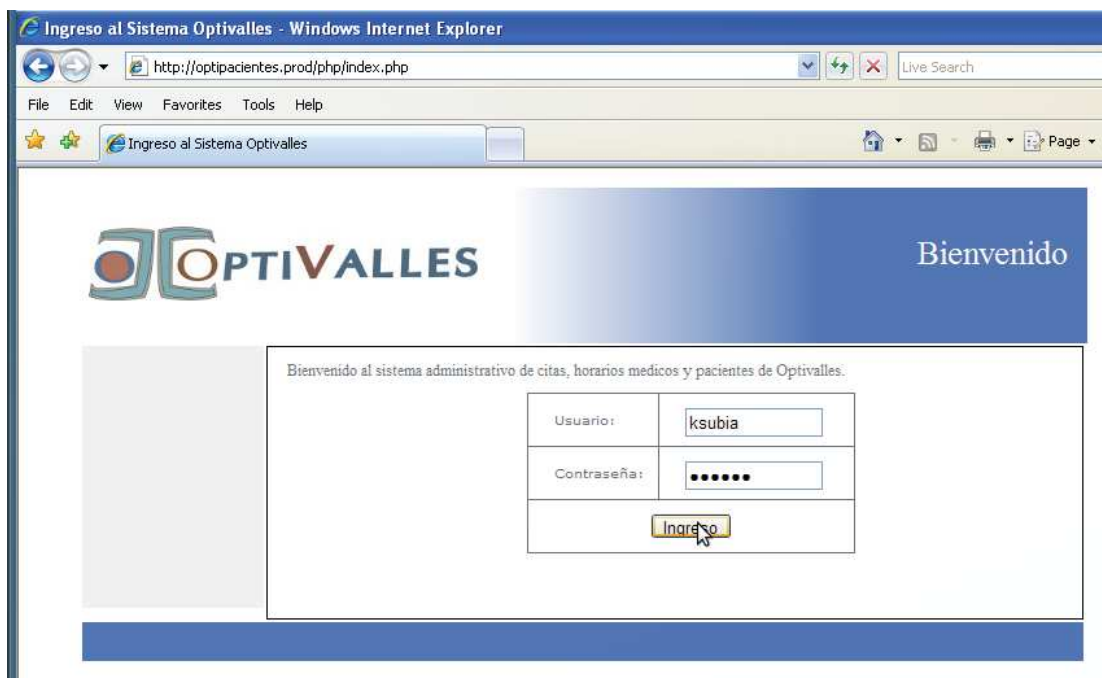 Ingreso al Sistema Optivalles - Windows Internet Explorer
http://optipacientes.prod/php/index.php
Live Search
File Edit View Favorites Tools Help
Ingreso al Sistema Optivalles
Page
OPTIVALLES
Bienvenido
Bienvenido al sistema administrativo de citas, horarios medicos y pacientes de Optivalles.
Usuario: ksubia
Contraseña: ••••••
Ingreso